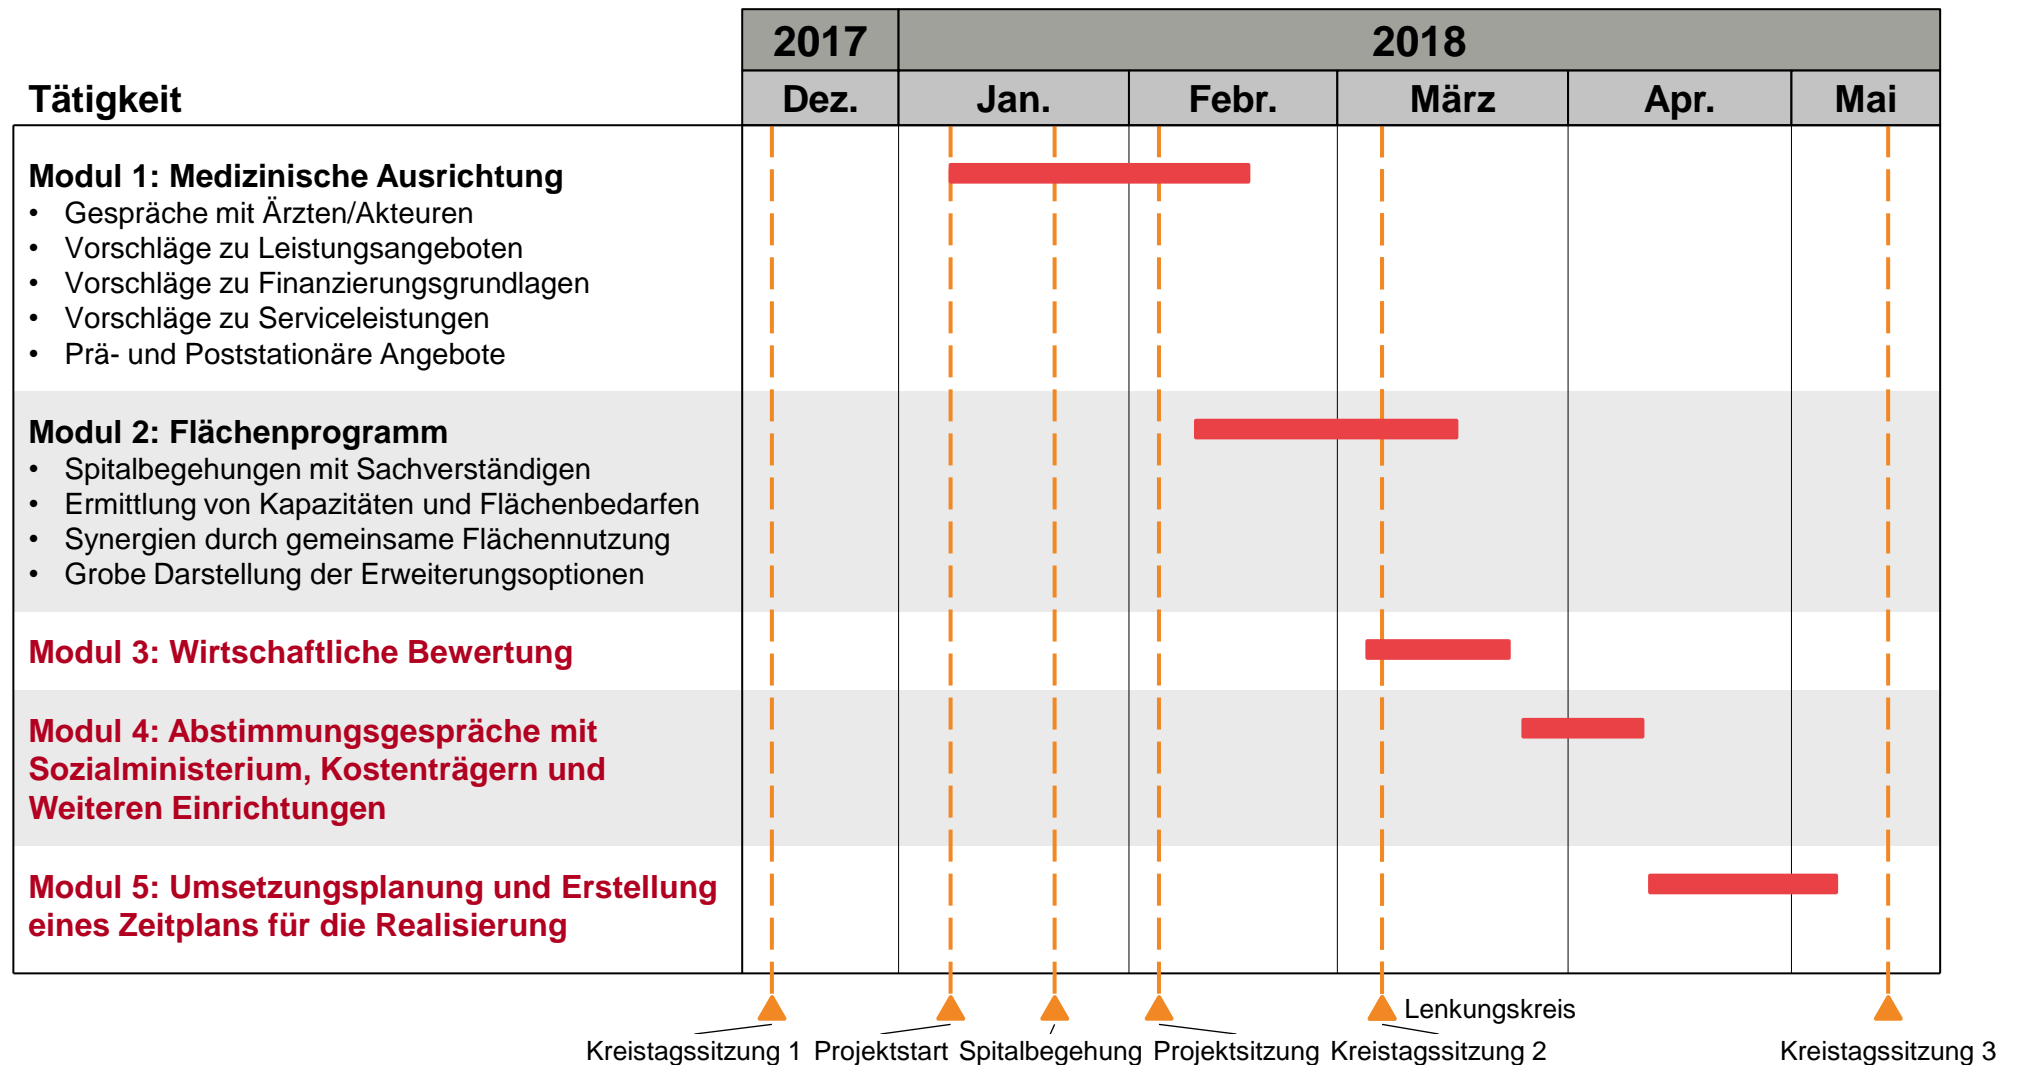 2017 2018
Tätigkeit Dez. Jan. Febr. März Apr. Mai
Modul 1: Medizinische Ausrichtung
• Gespräche mit Ärzten/Akteuren
• Vorschläge zu Leistungsangeboten
• Vorschläge zu Finanzierungsgrundlagen
• Vorschläge zu Serviceleistungen
• Prä- und Poststationäre Angebote
Modul 2: Flächenprogramm
• Spitalbegehungen mit Sachverständigen
• Ermittlung von Kapazitäten und Flächenbedarfen
• Synergien durch gemeinsame Flächennutzung
• Grobe Darstellung der Erweiterungsoptionen
Modul 3: Wirtschaftliche Bewertung
Modul 4: Abstimmungsgespräche mit
Sozialministerium, Kostenträgern und
Weiteren Einrichtungen
Modul 5: Umsetzungsplanung und Erstellung
eines Zeitplans für die Realisierung
Lenkungskreis
Kreistagssitzung 1 Projektstart Spitalbegehung Projektsitzung Kreistagssitzung 2 Kreistagssitzung 3